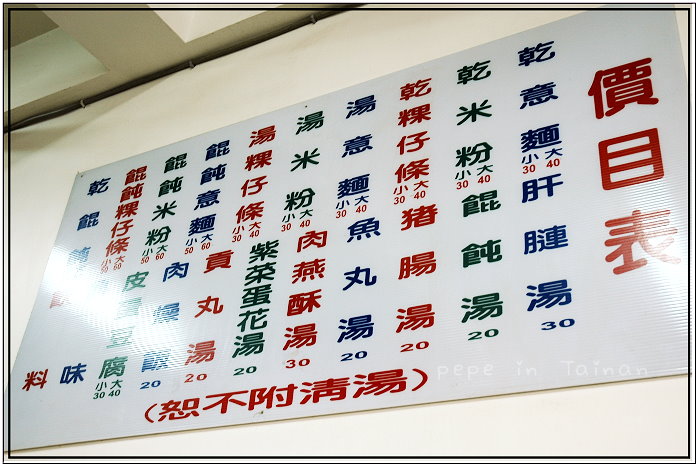 價目表
乾意麵 小30 大40 肝腱湯 30
乾米粉 小30 大40 餛飩湯 20
乾粿仔條 小30 大40 豬腸湯 20
湯意麵 小30 大40 魚丸湯 20
湯米粉 小30 大40 肉燕酥湯 30
湯粿仔條 小30 大40 紫菜蛋花湯 20
餛飩意麵 小50 大60 貢丸湯 20
餛飩米粉 小50 大60 肉燥飯 20
餛飩粿仔條 小50 大60 皮蛋豆腐 小30 大40
乾餛飩 味
料
(恕不附清湯)
pepe in Tainan